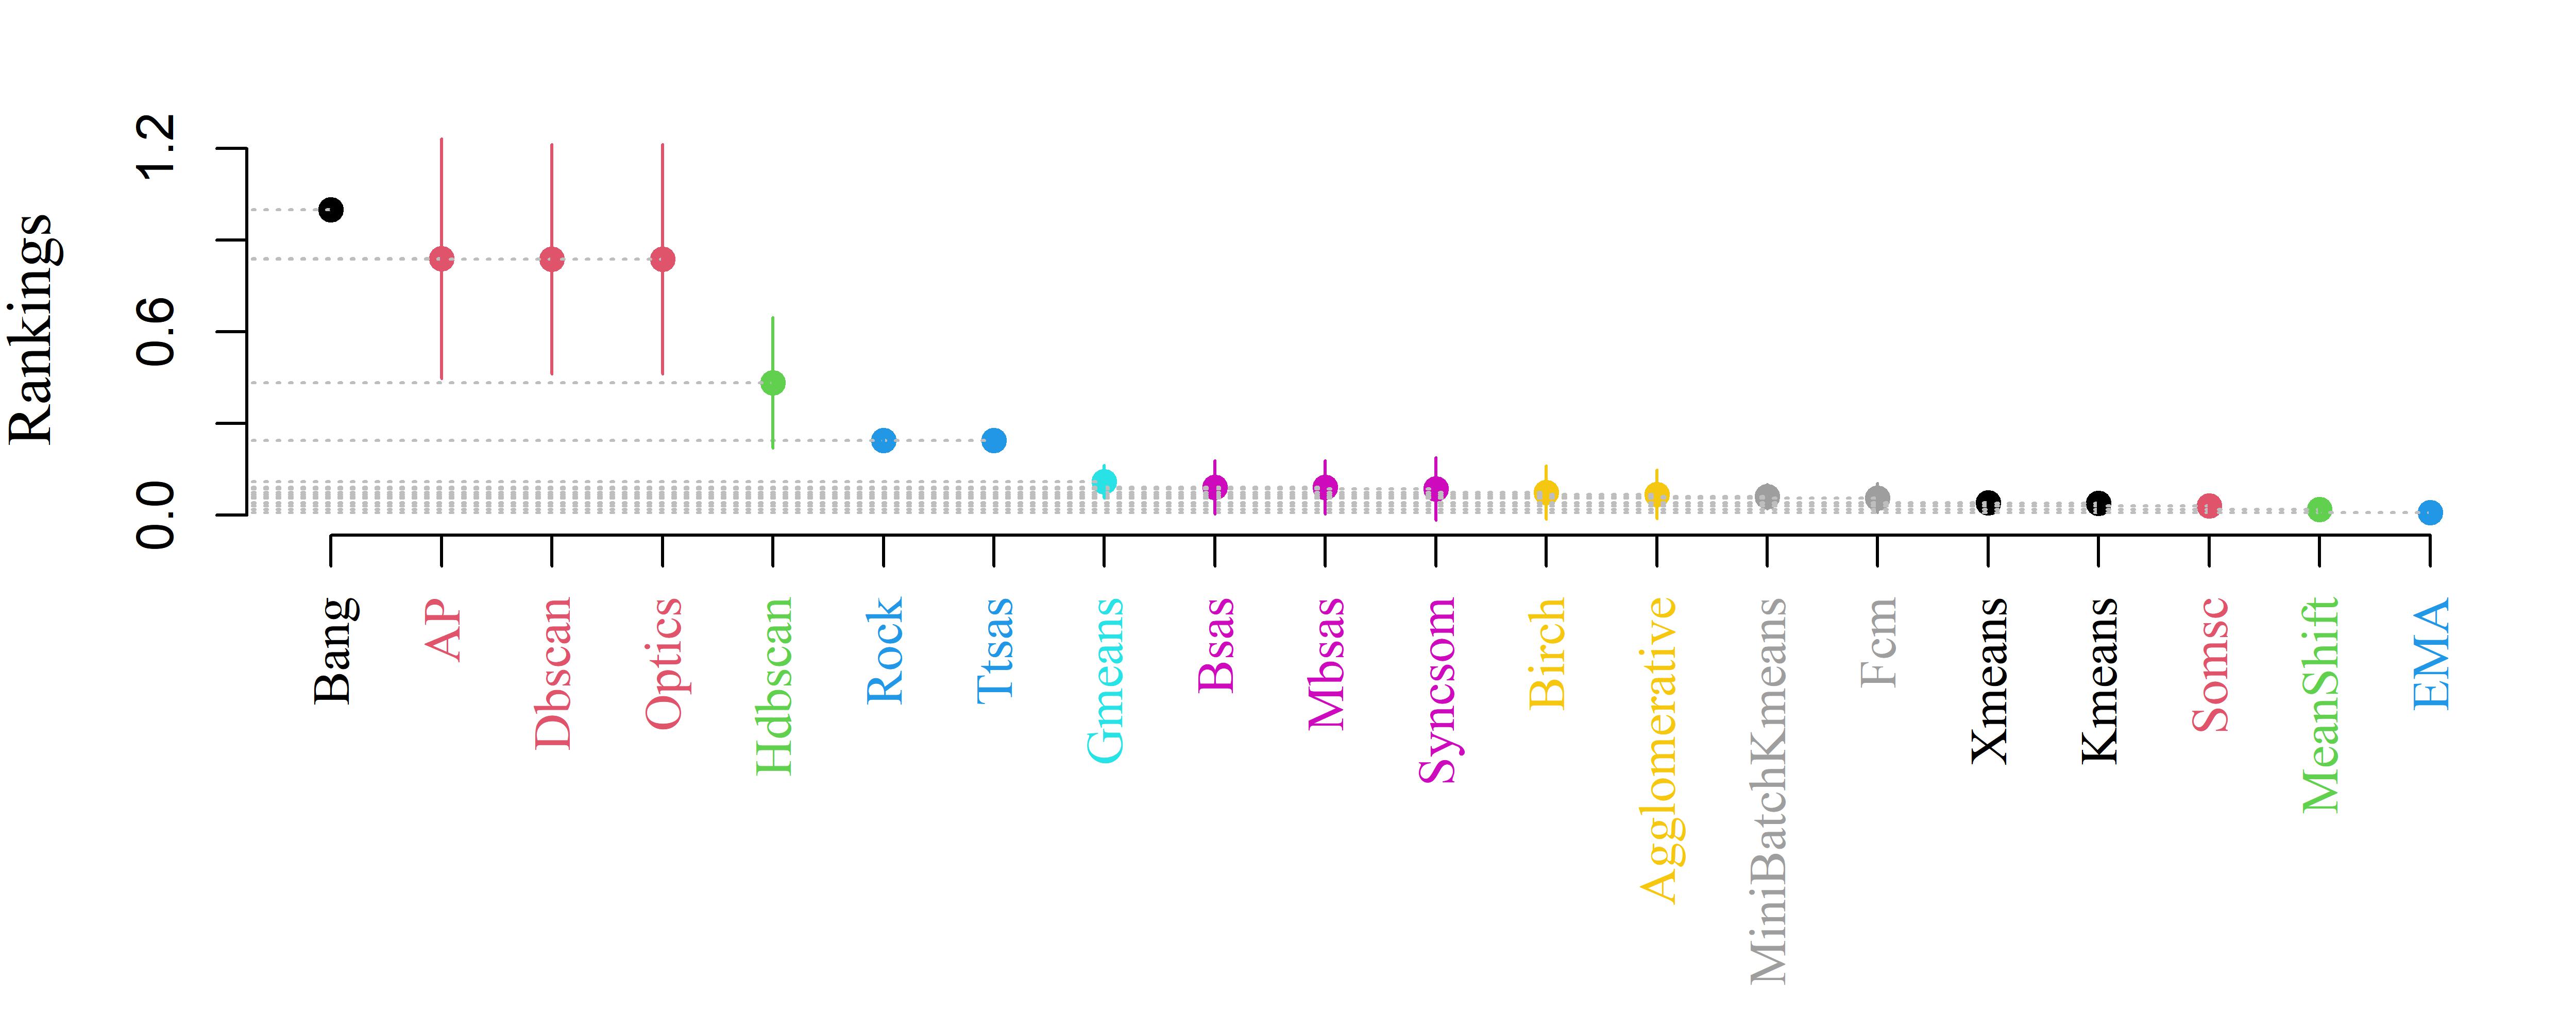 Rankings
1.2
0.6
0.0
Bang
AP
Dbscan
Optics
Hdbscan
Rock
Ttsas
Gmeans
Bsas
Mbsas
Syncsom
Birch
Agglomerative
MiniBatchKmeans
Fcm
Xmeans
Kmeans
Somsc
MeanShift
EMA